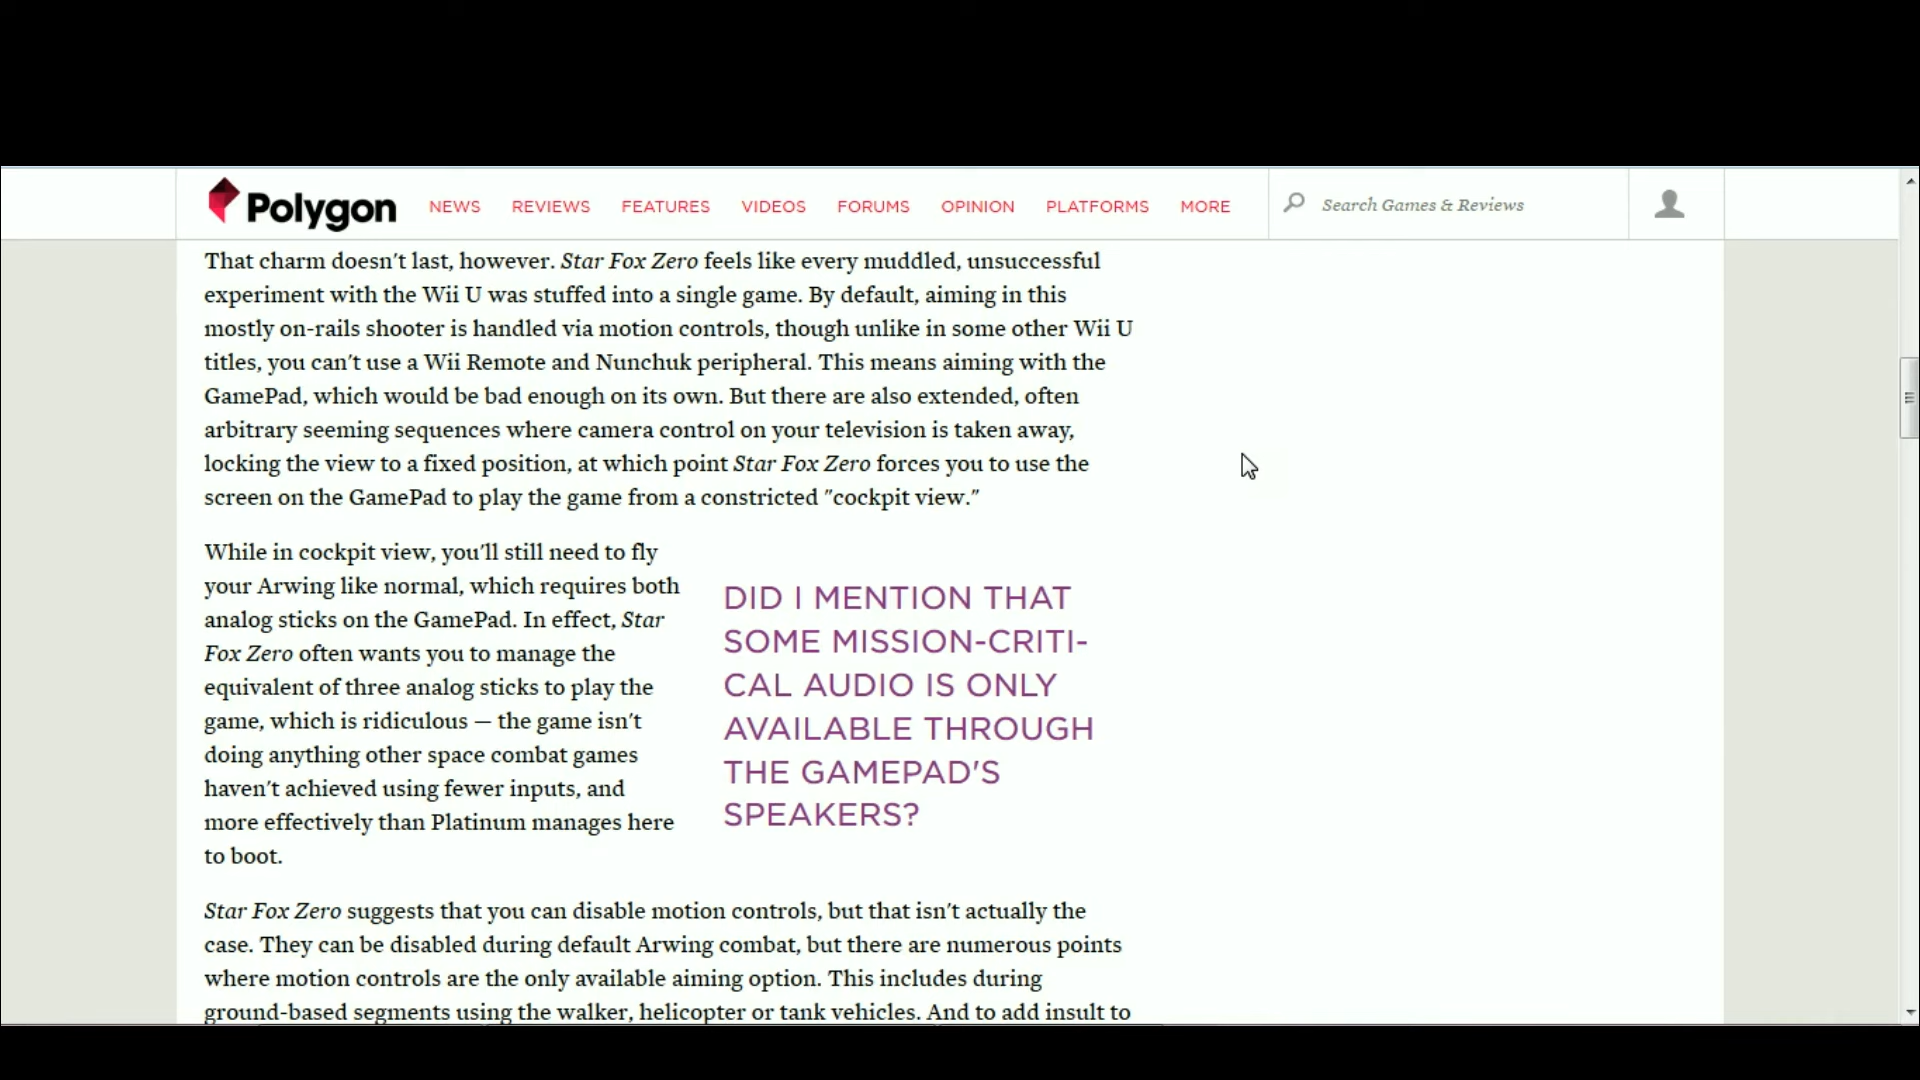 Polygon NEWS REVIEWS FEATURES VIDEOS FORUMS OPINION PLATFORMS MORE Search Games & Reviews
That charm doesn't last, however. Star Fox Zero feels like every muddled, unsuccessful
experiment with the Wii U was stuffed into a single game. By default, aiming in this
mostly on-rails shooter is handled via motion controls, though unlike in some other Wii U
titles, you can't use a Wii Remote and Nunchuk peripheral. This means aiming with the
GamePad, which would be bad enough on its own. But there are also extended, often
arbitrary seeming sequences where camera control on your television is taken away,
locking the view to a fixed position, at which point Star Fox Zero forces you to use the
screen on the GamePad to play the game from a constricted "cockpit view."
While in cockpit view, you'll still need to fly
your Arwing like normal, which requires both
analog sticks on the GamePad. In effect, Star
Fox Zero often wants you to manage the
equivalent of three analog sticks to play the
game, which is ridiculous — the game isn't
doing anything other space combat games
haven't achieved using fewer inputs, and
more effectively than Platinum manages here
to boot.
DID I MENTION THAT
SOME MISSION-CRITI-
CAL AUDIO IS ONLY
AVAILABLE THROUGH
THE GAMEPAD'S
SPEAKERS?
Star Fox Zero suggests that you can disable motion controls, but that isn't actually the
case. They can be disabled during default Arwing combat, but there are numerous points
where motion controls are the only available aiming option. This includes during
ground-based segments using the walker, helicopter or tank vehicles. And to add insult to